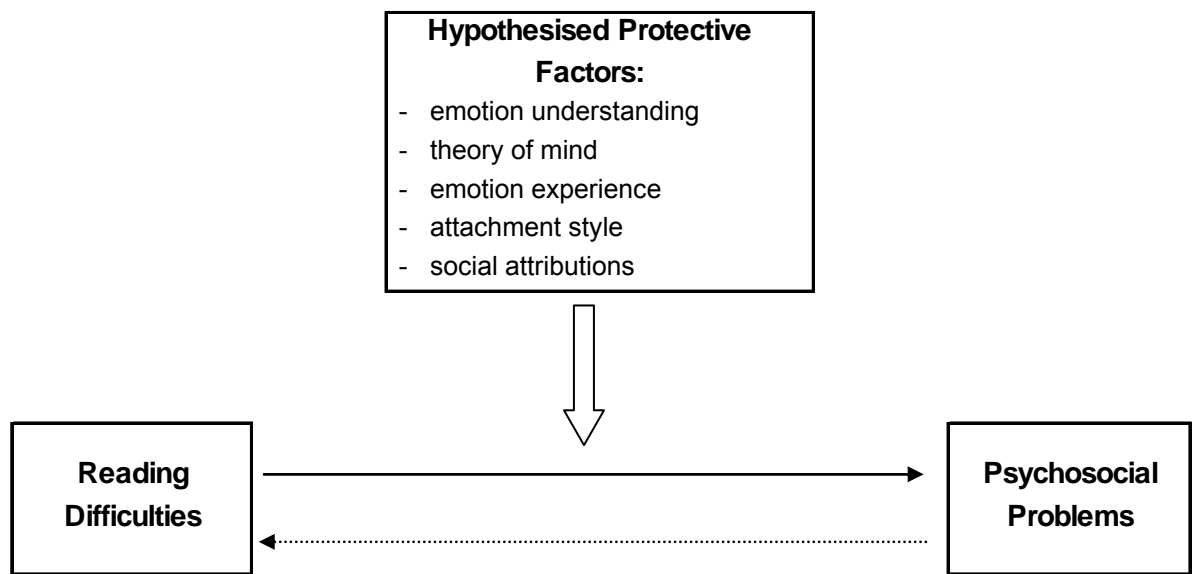 Hypothesised Protective
Factors:
- emotion understanding
- theory of mind
- emotion experience
- attachment style
- social attributions
Reading
Difficulties
Psychosocial
Problems